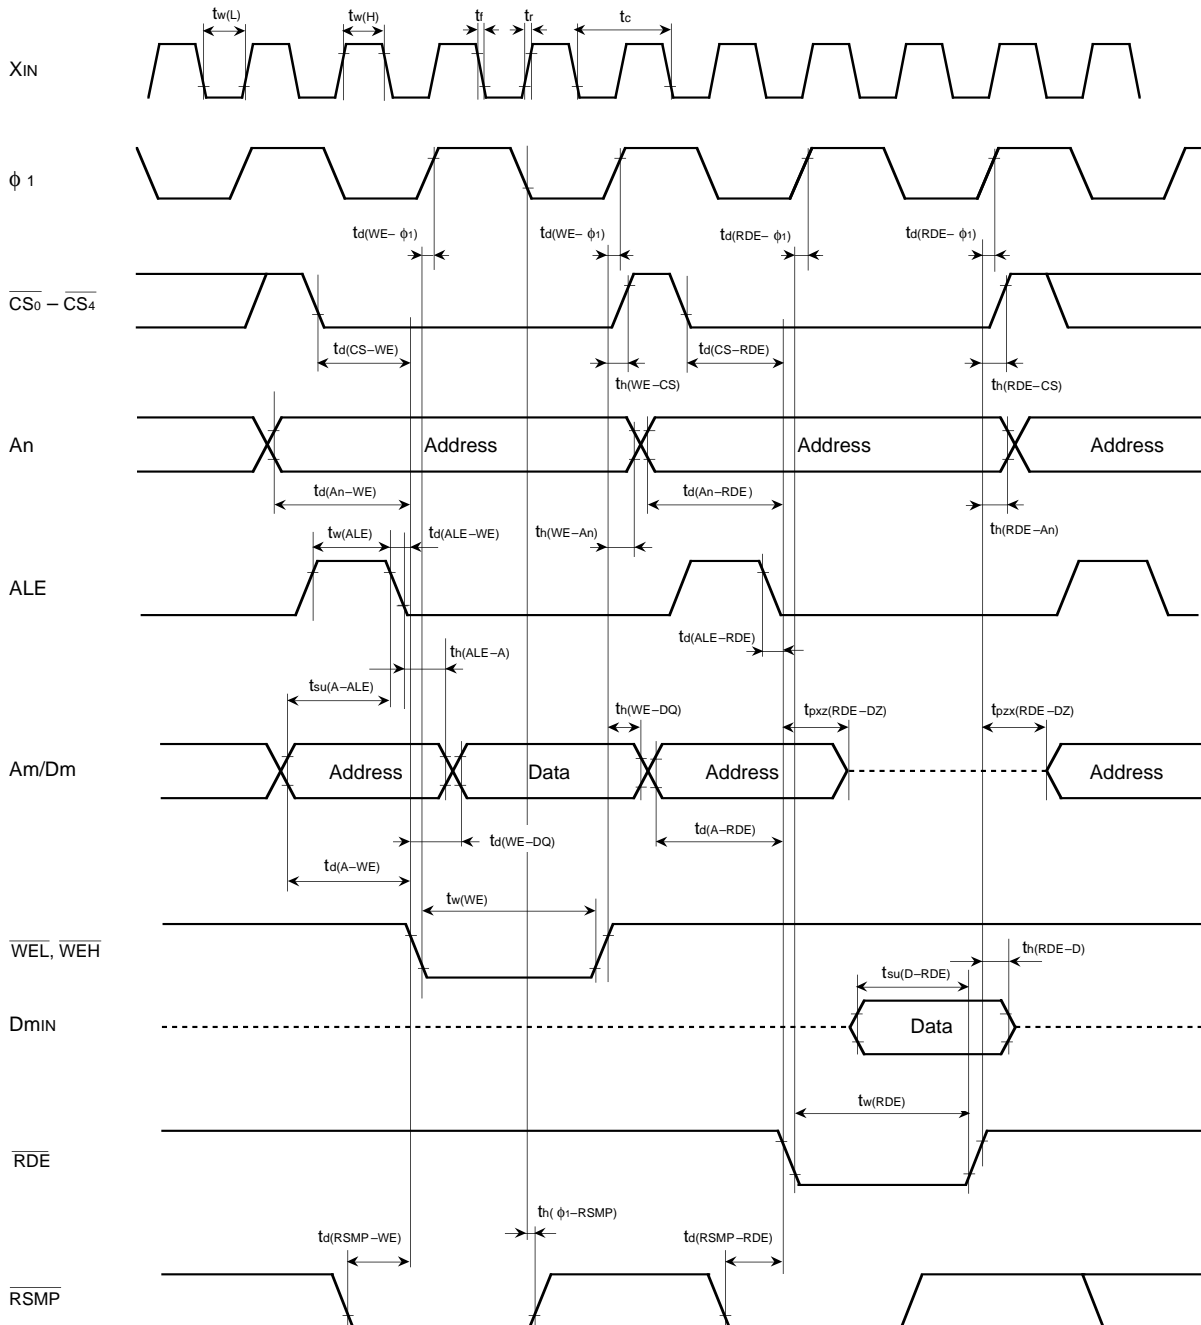 tw(L) tw(H) tf tr tc
XIN
ϕ 1
td(WE– ϕ1) td(WE– ϕ1) td(RDE– ϕ1) td(RDE– ϕ1)
CS0 – CS4
td(CS–WE) td(CS–RDE)
th(WE–CS) th(RDE–CS)
An Address Address Address
td(An–WE) td(An–RDE)
tw(ALE) td(ALE–WE) th(WE–An) th(RDE–An)
ALE
td(ALE–RDE)
th(ALE–A)
tsu(A–ALE)
th(WE–DQ) tpxz(RDE–DZ) tpzx(RDE–DZ)
Am/Dm Address Data Address Address
td(WE–DQ) td(A–RDE)
td(A–WE)
tw(WE)
WEL, WEH
th(RDE–D)
tsu(D–RDE)
DmIN Data
tw(RDE)
RDE
th( ϕ1–RSMP)
td(RSMP–WE) td(RSMP–RDE)
RSMP